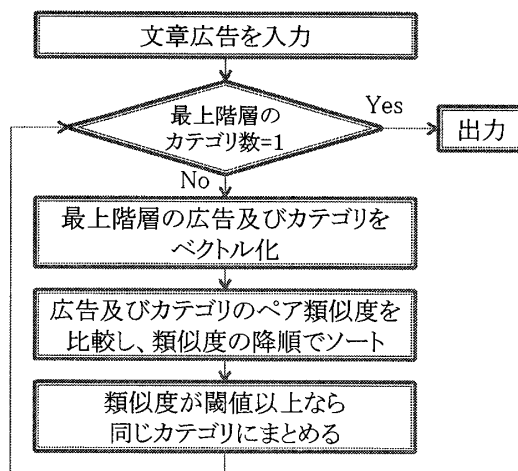 文章広告を入力
最上階層の
カテゴリ数=1
Yes
出力
No
最上階層の広告及びカテゴリを
ベクトル化
広告及びカテゴリのペア類似度を
比較し、類似度の降順でソート
類似度が閾値以上なら
同じカテゴリにまとめる